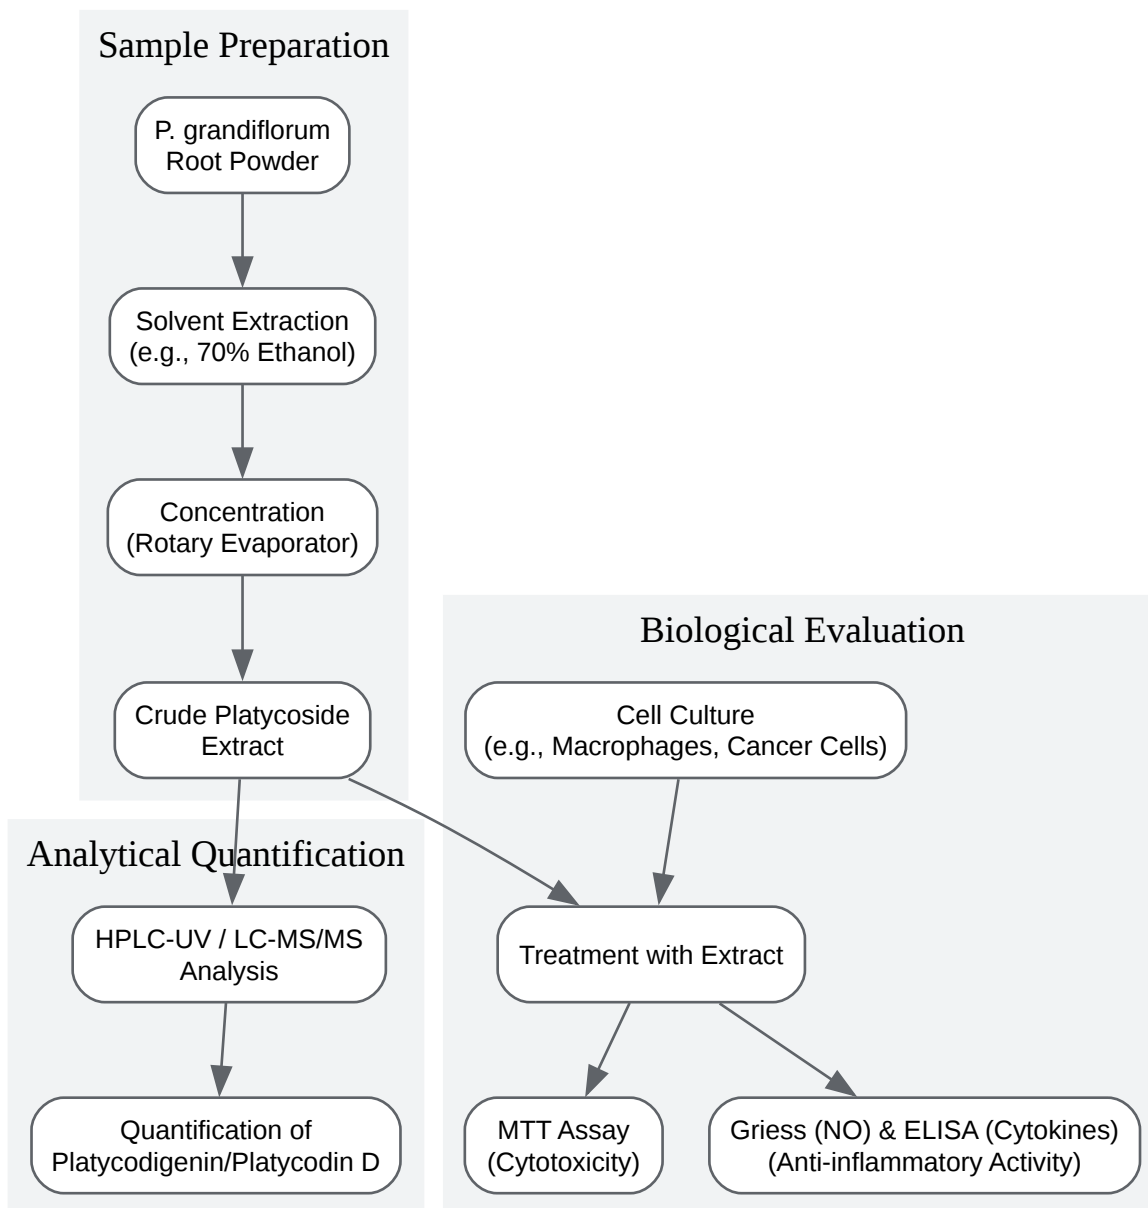 Sample Preparation
P. grandiflorum
Root Powder
Solvent Extraction
(e.g., 70% Ethanol)
Concentration
(Rotary Evaporator)
Crude Platycoside
Extract
Analytical Quantification
HPLC-UV / LC-MS/MS
Analysis
Quantification of
Platycodigenin/Platycodin D
Biological Evaluation
Cell Culture
(e.g., Macrophages, Cancer Cells)
Treatment with Extract
MTT Assay
(Cytotoxicity)
Griess (NO) & ELISA (Cytokines)
(Anti-inflammatory Activity)